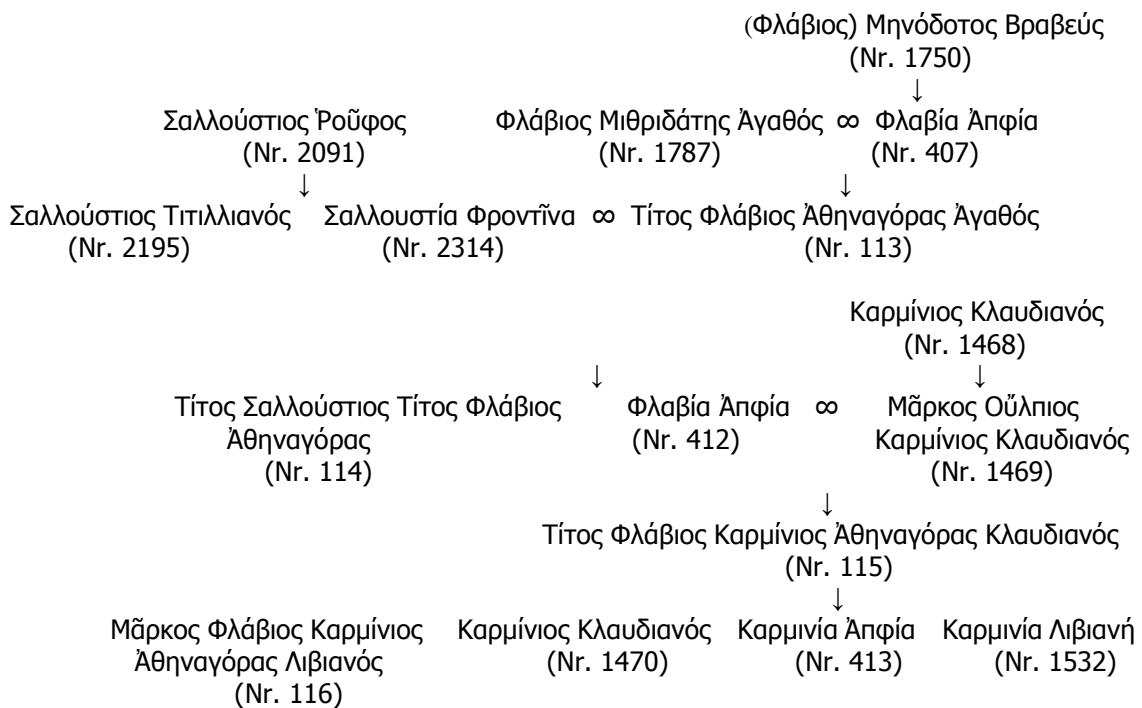 (Φλάβιος) Μηνόδοτος Βραβεύς
(Nr. 1750)
↓
Σαλλούστιος Ῥοῦφος Φλάβιος Μιθριδάτης Ἀγαθός ∞ Φλαβία Ἀπφία
(Nr. 2091) (Nr. 1787) (Nr. 407)
↓ ↓
Σαλλούστιος Τιτιλλιανός Σαλλουστία Φροντῖνα ∞ Τίτος Φλάβιος Ἀθηναγόρας Ἀγαθός
(Nr. 2195) (Nr. 2314) (Nr. 113)
Καρμίνιος Κλαυδιανός
(Nr. 1468)
↓ ↓
Τίτος Σαλλούστιος Τίτος Φλάβιος Φλαβία Ἀπφία ∞ Μᾶρκος Οὔλπιος
Ἀθηναγόρας (Nr. 412) Καρμίνιος Κλαυδιανός
(Nr. 114) (Nr. 1469)
↓
Τίτος Φλάβιος Καρμίνιος Ἀθηναγόρας Κλαυδιανός
(Nr. 115)
↓
Μᾶρκος Φλάβιος Καρμίνιος Καρμίνιος Κλαυδιανός Καρμινία Ἀπφία Καρμινία Λιβιανή
Ἀθηναγόρας Λιβιανός (Nr. 1470) (Nr. 413) (Nr. 1532)
(Nr. 116)